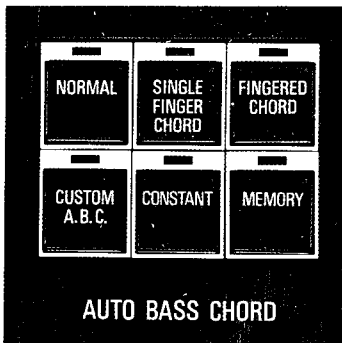 NORMAL
SINGLE
FINGER
CHORD
FINGERED
CHORD
CUSTOM
A.B.C.
CONSTANT
MEMORY
AUTO BASS CHORD